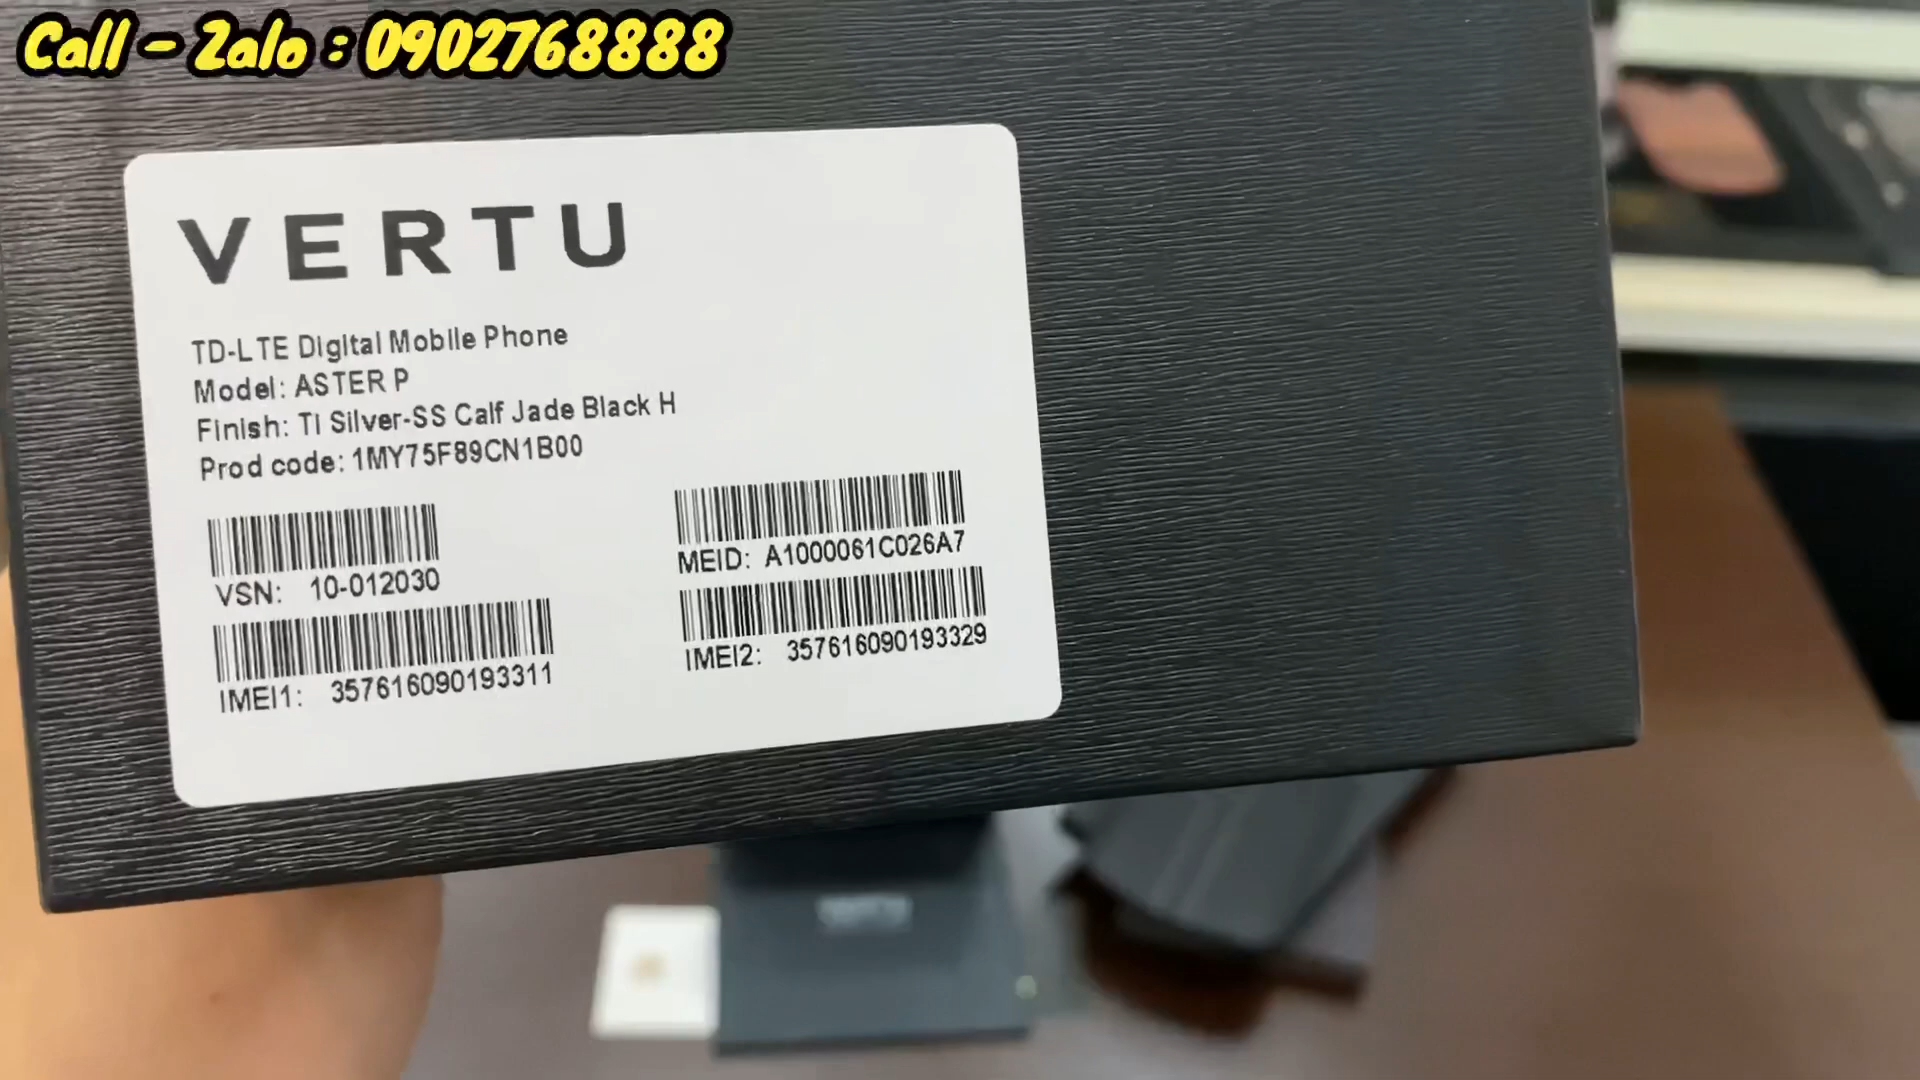 Call - Zalo : 0902768888
VERTU
TD-LTE Digital Mobile Phone
Model: ASTER P
Finish: Ti Silver-SS Calf Jade Black H
Prod code: 1MY75F89CN1B00
VSN: 10-012030
MEID: A1000061C026A7
IMEI1: 357616090193311
IMEI2: 357616090193329
VERTU